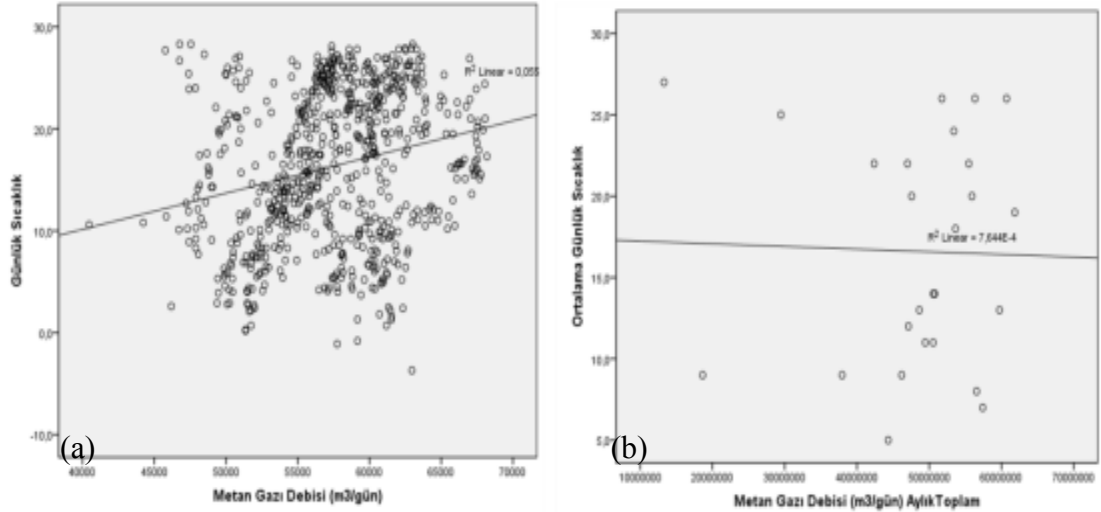 30,0
20,0
10,0
0,0
-10,0
Günlük Sıcaklık
R² Linear = 0,055
(a)
40000 45000 50000 55000 60000 65000 70000
Metan Gazı Debisi (m3/gün)
30,0
25,0
20,0
15,0
10,0
5,0
Ortalama Günlük Sıcaklık
R² Linear = 7,644E-4
(b)
10000000 20000000 30000000 40000000 50000000 60000000 70000000
Metan Gazı Debisi (m3/gün) AylıkToplam